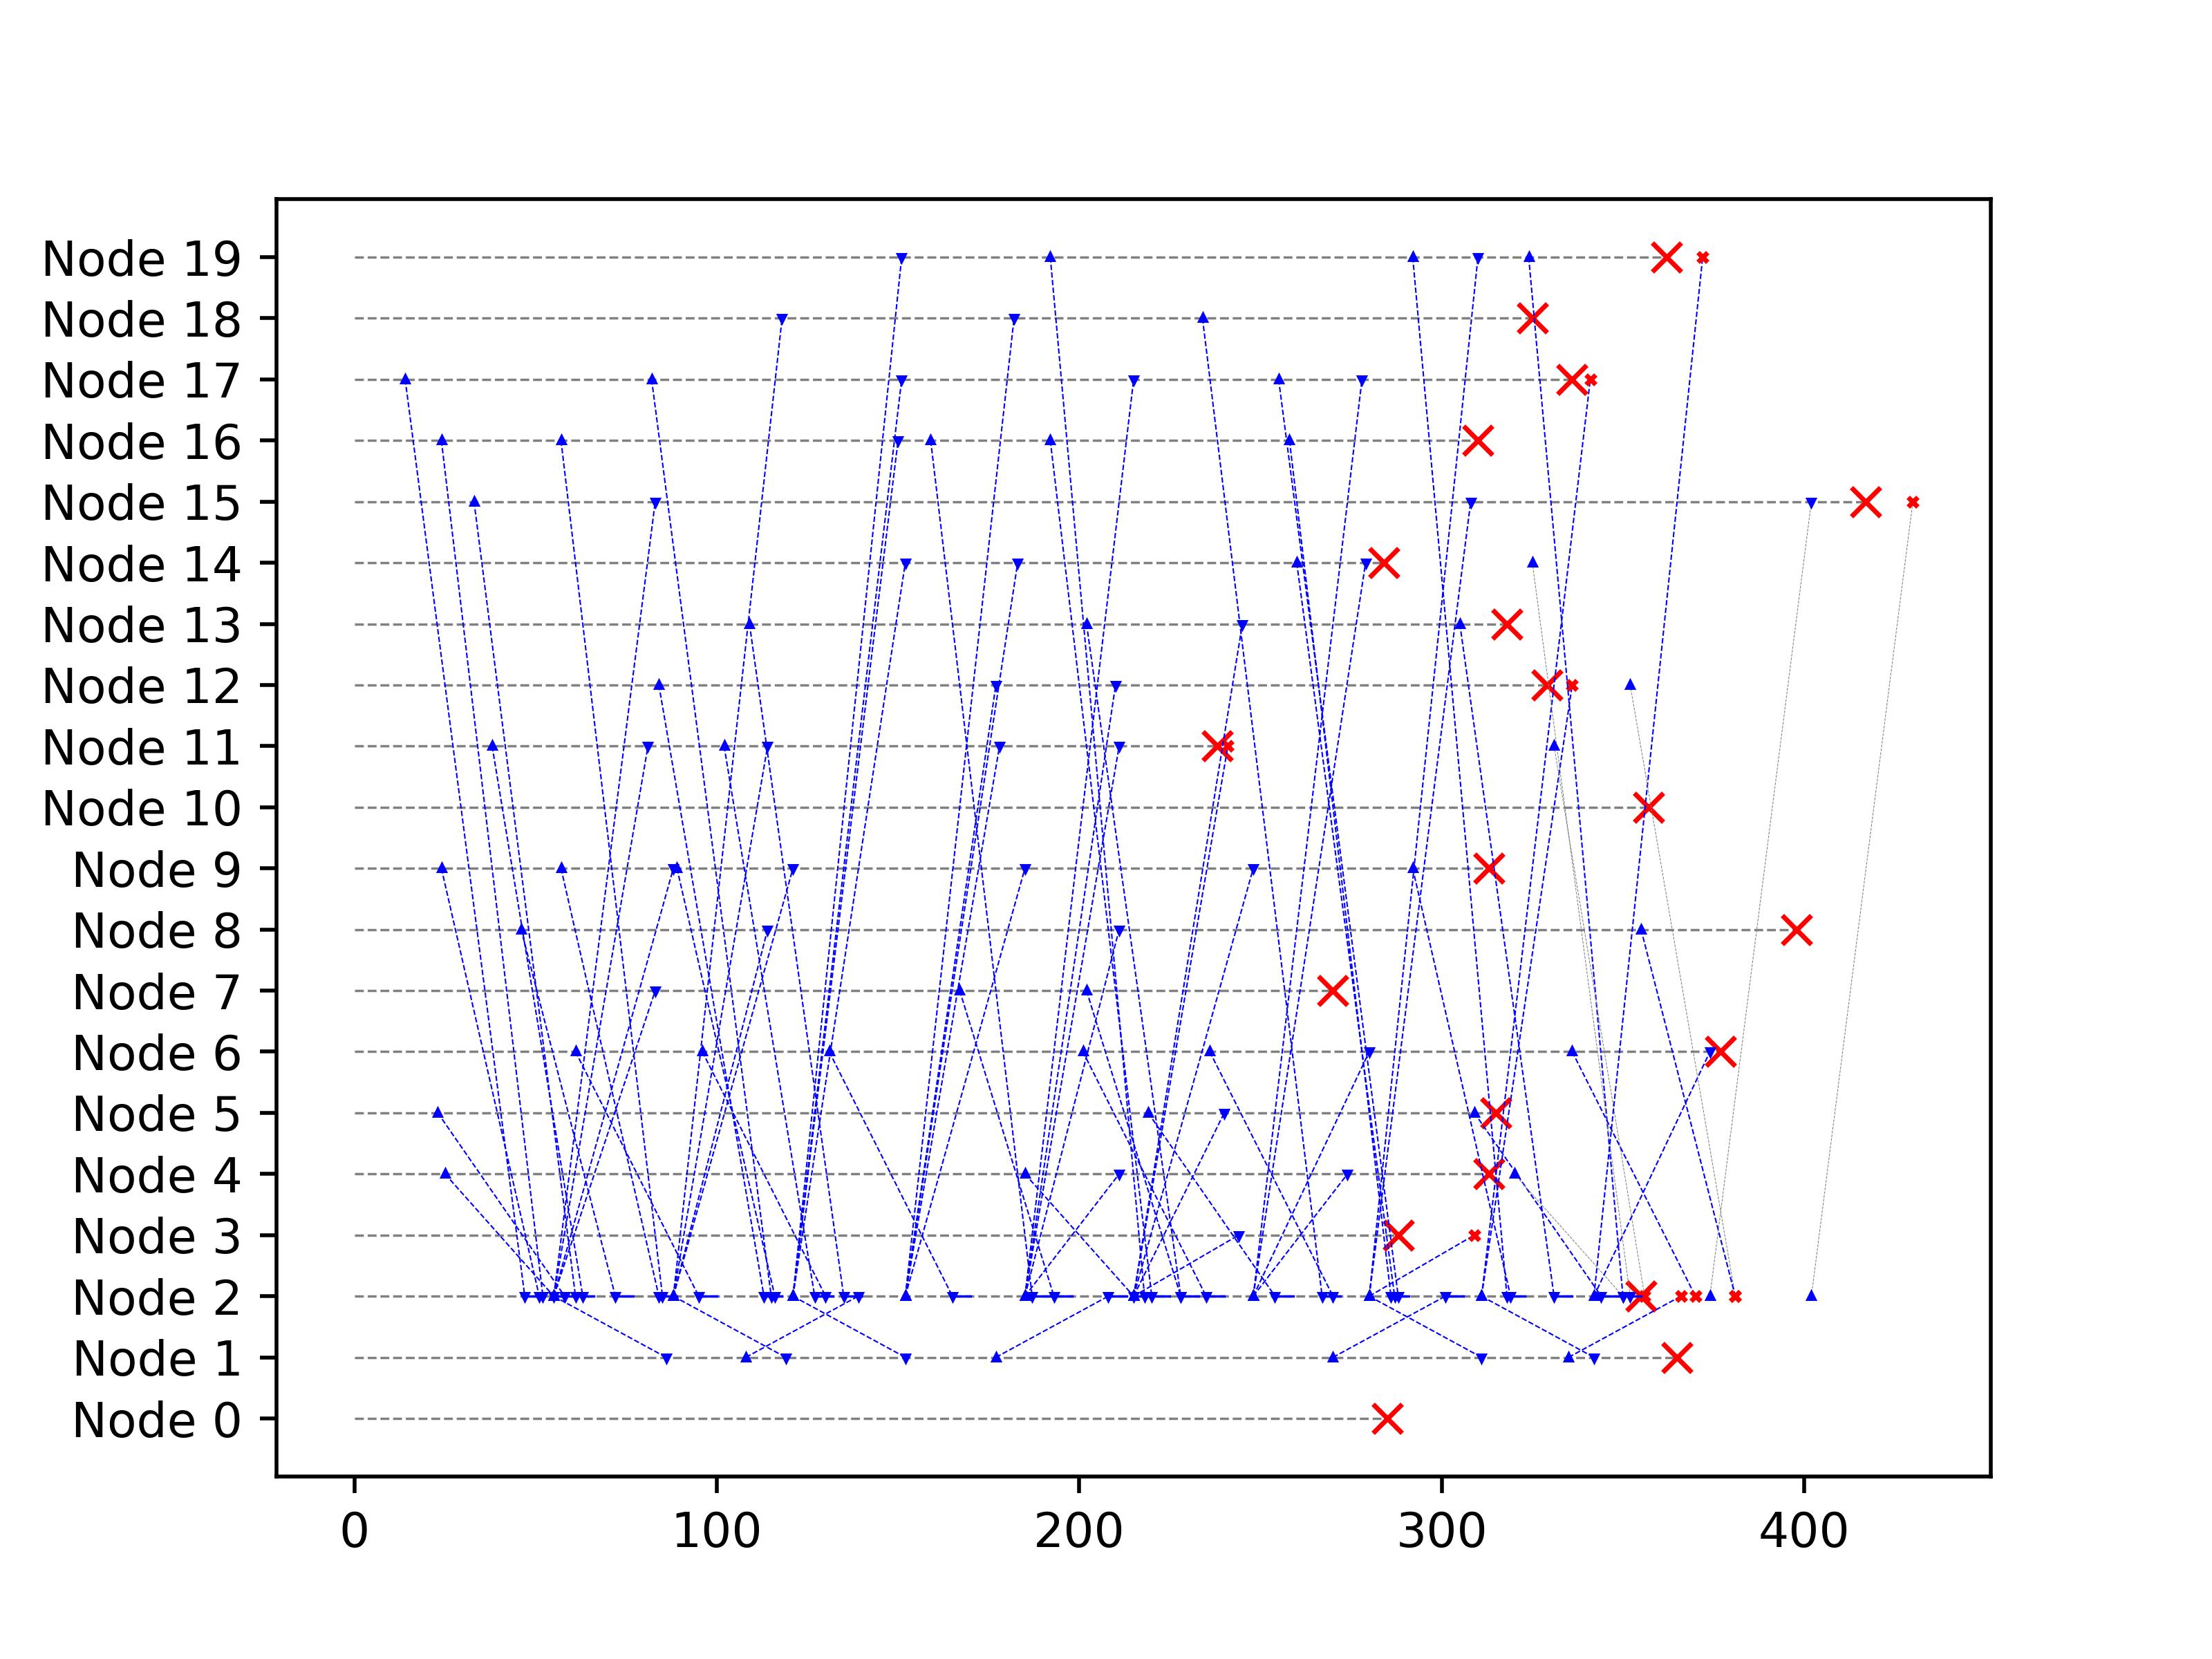 Node 19
Node 18
Node 17
Node 16
Node 15
Node 14
Node 13
Node 12
Node 11
Node 10
Node 9
Node 8
Node 7
Node 6
Node 5
Node 4
Node 3
Node 2
Node 1
Node 0
0 100 200 300 400